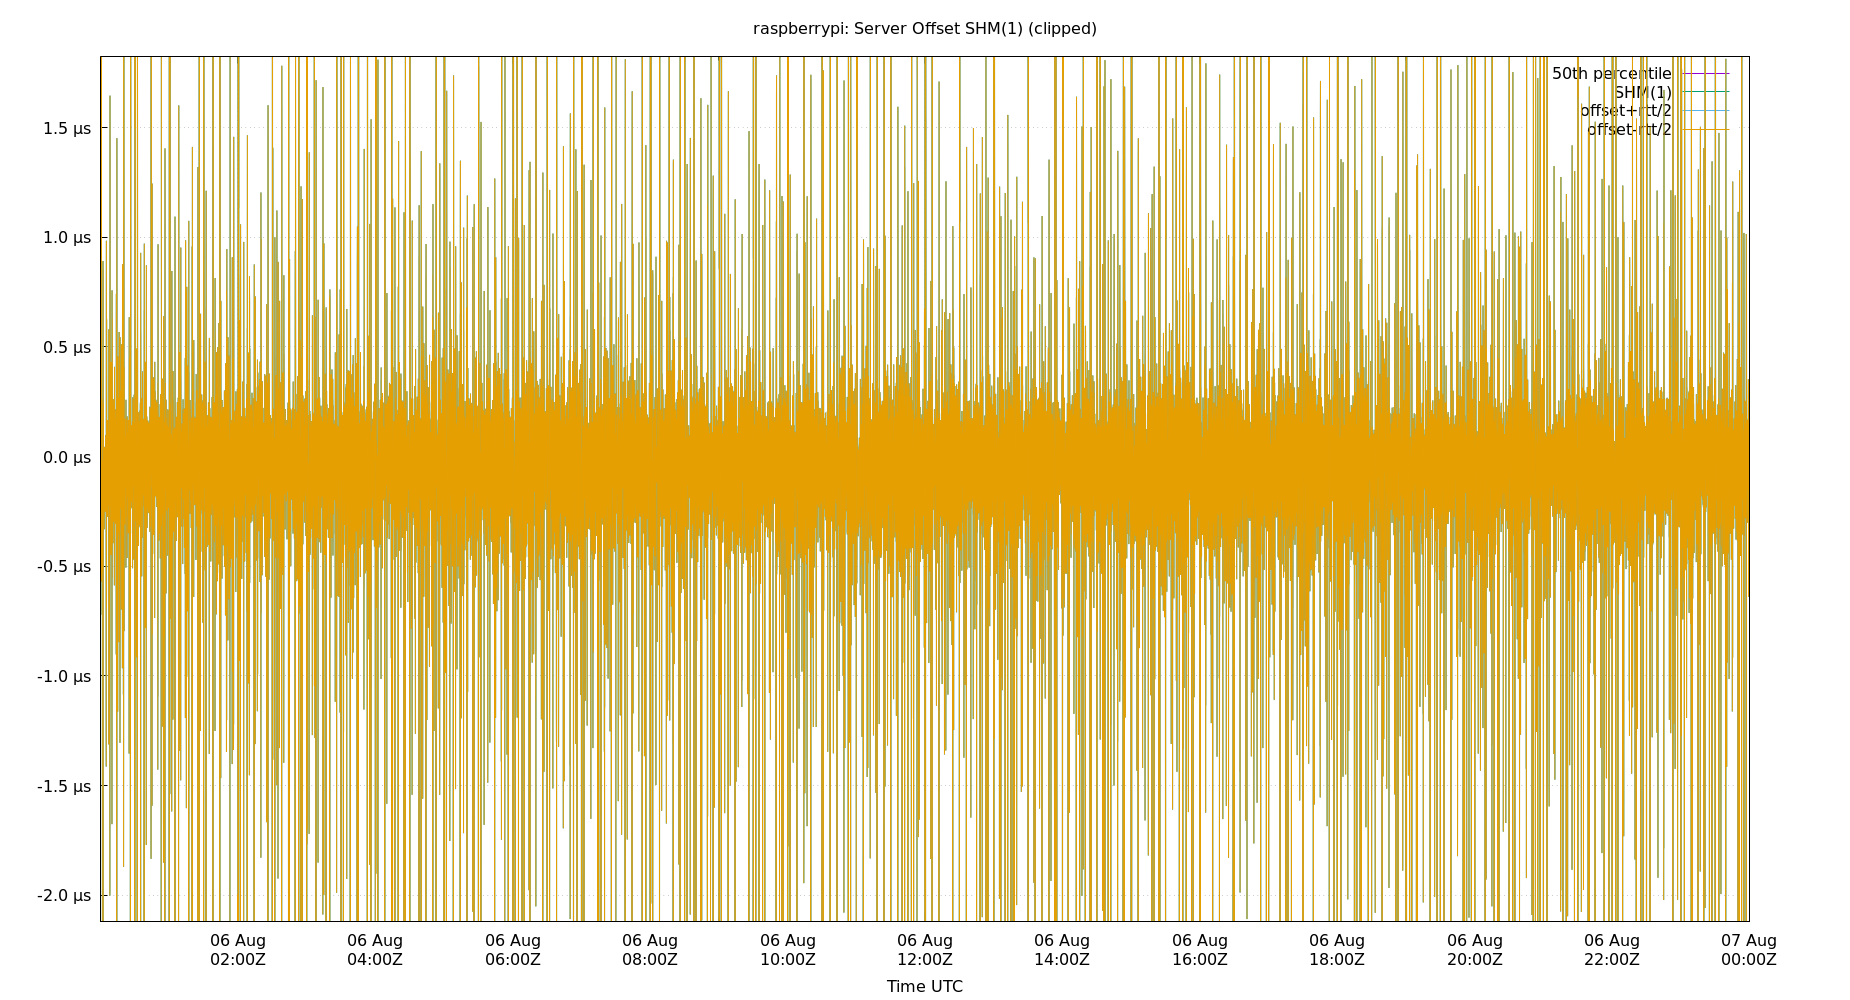 raspberrypi: Server Offset SHM(1) (clipped)
50th percentile
SHM(1)
offset+rtt/2
offset-rtt/2
1.5 µs
1.0 µs
0.5 µs
0.0 µs
-0.5 µs
-1.0 µs
-1.5 µs
-2.0 µs
06 Aug 06 Aug 06 Aug 06 Aug 06 Aug 06 Aug 06 Aug 06 Aug 06 Aug 06 Aug 06 Aug 07 Aug
02:00Z 04:00Z 06:00Z 08:00Z 10:00Z 12:00Z 14:00Z 16:00Z 18:00Z 20:00Z 22:00Z 00:00Z
Time UTC